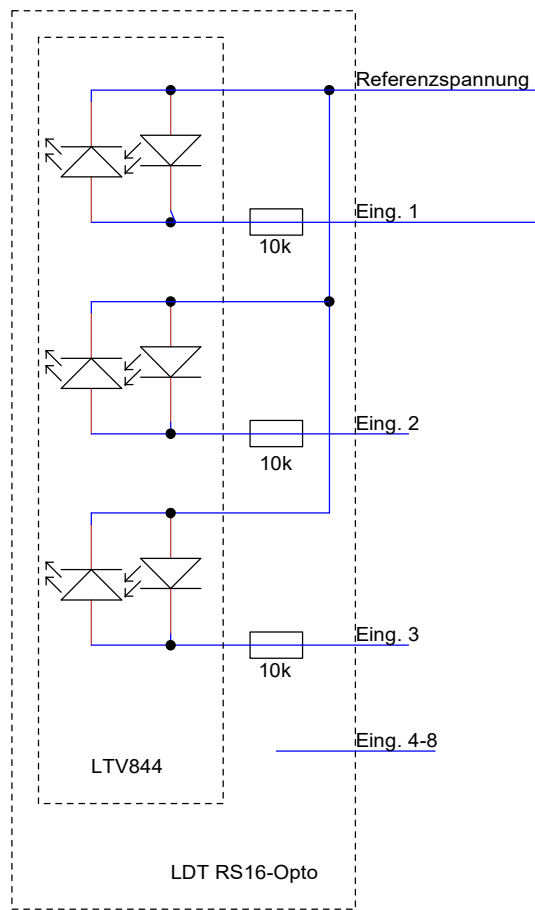 Referenzspannung
Eing. 1
10k
Eing. 2
10k
Eing. 3
10k
Eing. 4-8
LTV844
LDT RS16-Opto